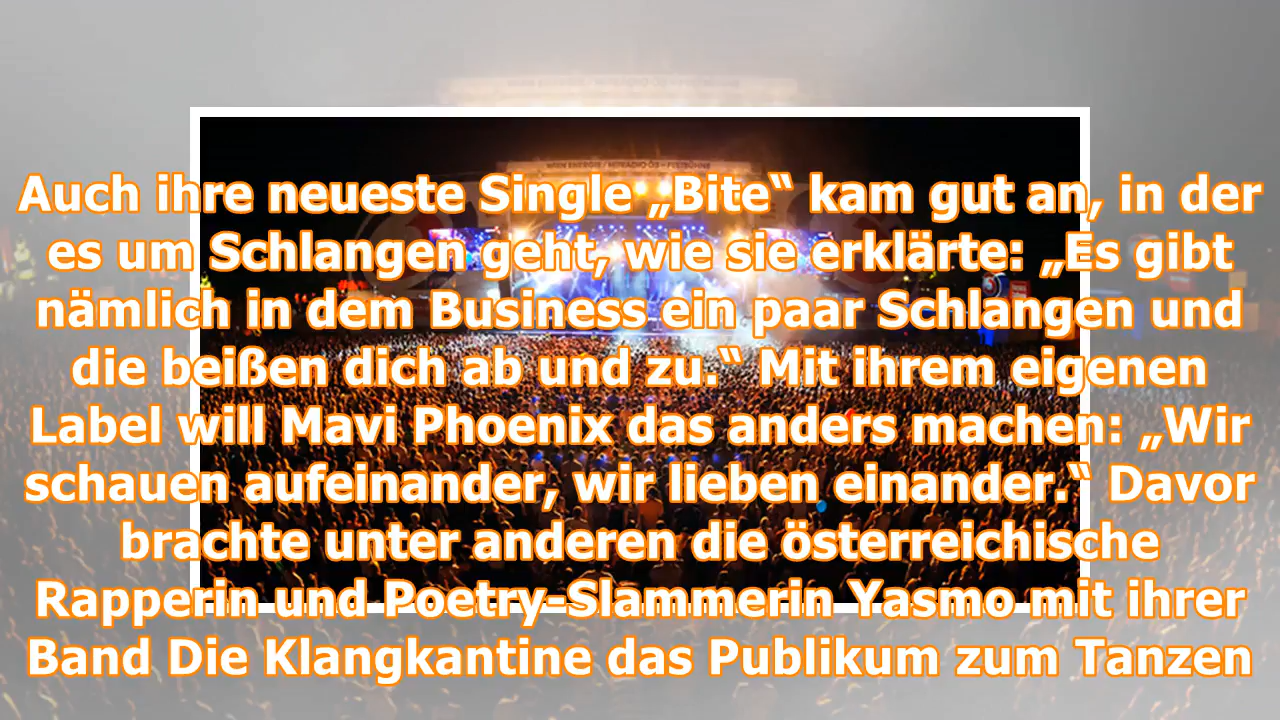 Auch ihre neueste Single „Bite“ kam gut an, in der
es um Schlangen geht, wie sie erklärte: „Es gibt
nämlich in dem Business ein paar Schlangen und
die beißen dich ab und zu.“ Mit ihrem eigenen
Label will Mavi Phoenix das anders machen: „Wir
schauen aufeinander, wir lieben einander.“ Davor
brachte unter anderen die österreichische
Rapperin und Poetry-Slammerin Yasmo mit ihrer
Band Die Klangkantine das Publikum zum Tanzen